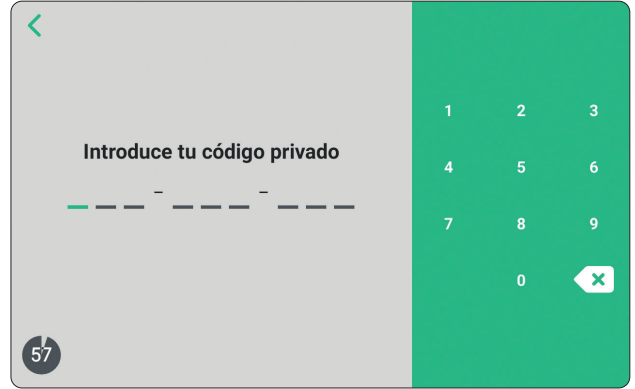 Introduce tu código privado
_ _ _ - _ _ _ - _ _ _
1 2 3
4 5 6
7 8 9
0
57